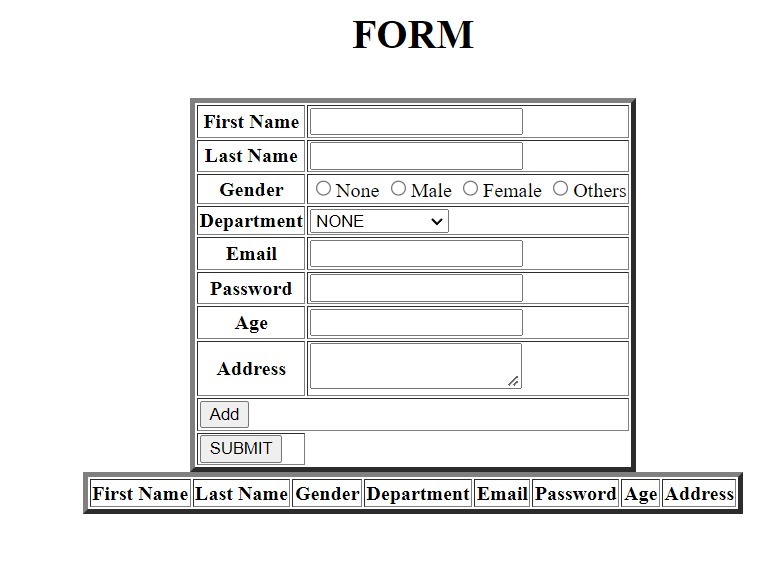 FORM
First Name
Last Name
Gender None Male Female Others
Department NONE
Email
Password
Age
Address
Add
SUBMIT
First Name Last Name Gender Department Email Password Age Address